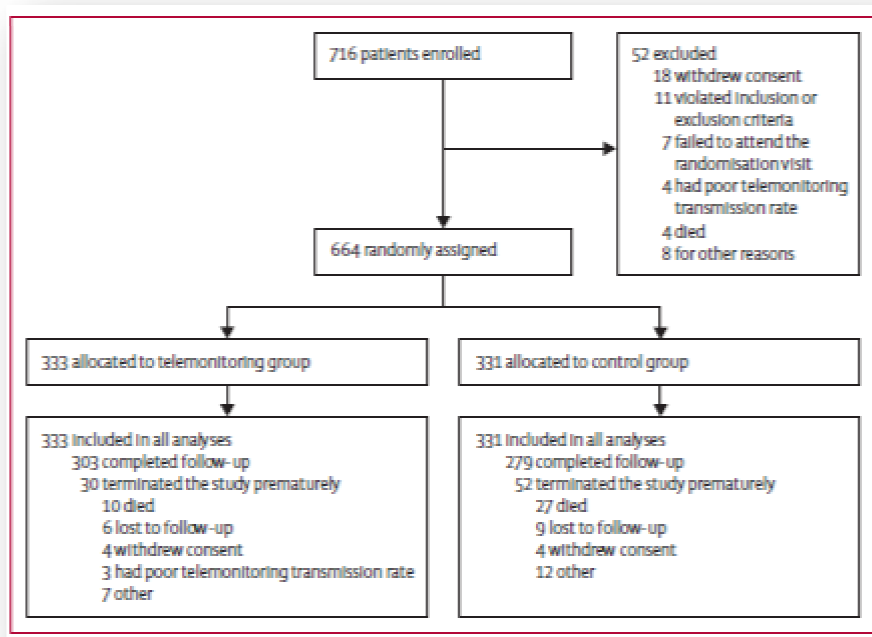 716 patients enrolled
52 excluded
18 withdrew consent
11 violated inclusion or
exclusion criteria
7 failed to attend the
randomisation visit
4 had poor telemonitoring
transmission rate
4 died
8 for other reasons
664 randomly assigned
333 allocated to telemonitoring group
331 allocated to control group
333 included in all analyses
303 completed follow-up
30 terminated the study prematurely
10 died
6 lost to follow-up
4 withdrew consent
3 had poor telemonitoring transmission rate
7 other
331 included in all analyses
279 completed follow-up
52 terminated the study prematurely
27 died
9 lost to follow-up
4 withdrew consent
12 other